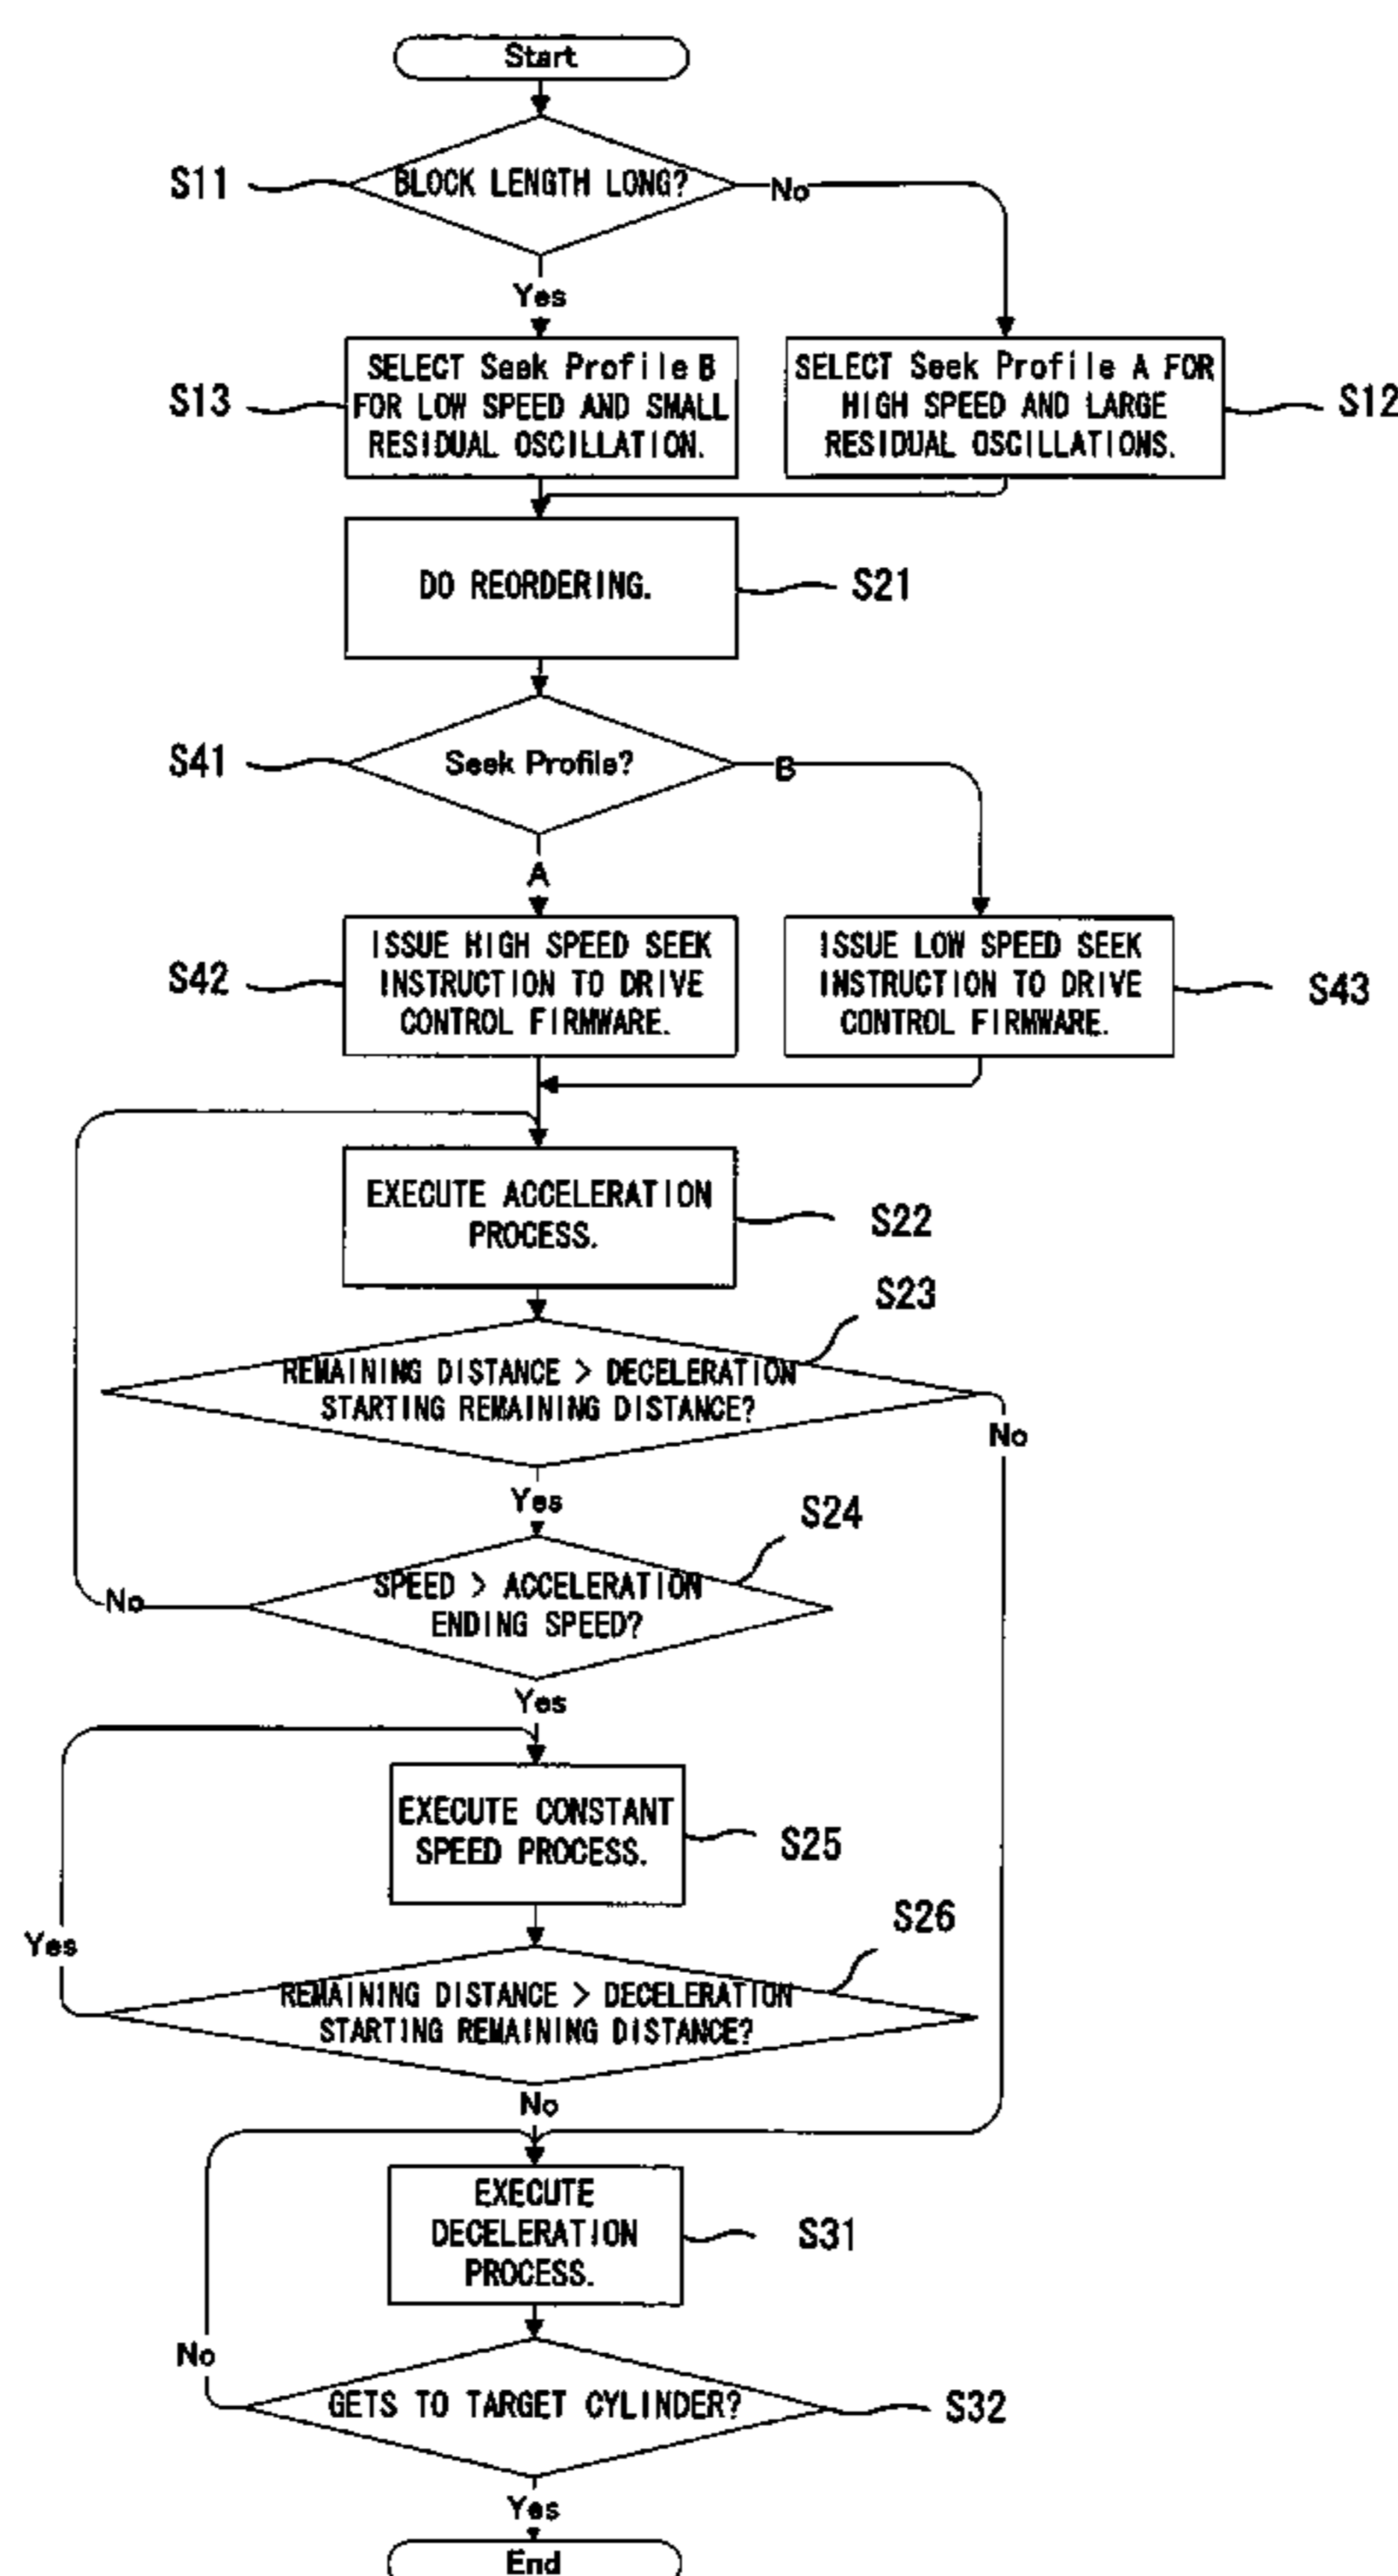 Start
S11
BLOCK LENGTH LONG?
No
Yes
S13
SELECT Seek Profile B
FOR LOW SPEED AND SMALL
RESIDUAL OSCILLATION.
SELECT Seek Profile A FOR
HIGH SPEED AND LARGE
RESIDUAL OSCILLATIONS.
S12
DO REORDERING.
S21
S41
Seek Profile?
B
A
S42
ISSUE HIGH SPEED SEEK
INSTRUCTION TO DRIVE
CONTROL FIRMWARE.
ISSUE LOW SPEED SEEK
INSTRUCTION TO DRIVE
CONTROL FIRMWARE.
S43
EXECUTE ACCELERATION
PROCESS.
S22
S23
REMAINING DISTANCE > DECELERATION
STARTING REMAINING DISTANCE?
No
Yes
S24
SPEED > ACCELERATION
ENDING SPEED?
No
Yes
EXECUTE CONSTANT
SPEED PROCESS.
S25
S26
Yes
REMAINING DISTANCE > DECELERATION
STARTING REMAINING DISTANCE?
No
EXECUTE
DECELERATION
PROCESS.
S31
No
GETS TO TARGET CYLINDER?
S32
Yes
End